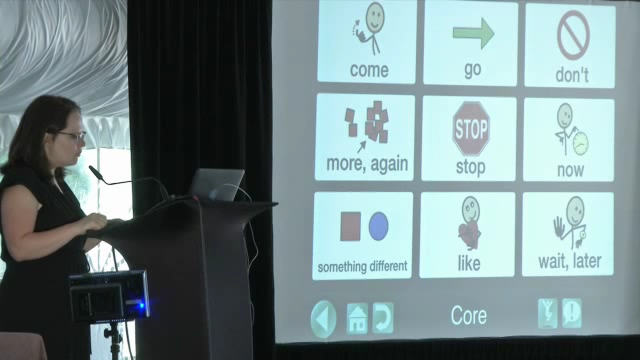 come
go
don't
more, again
STOP
stop
now
something different
like
wait, later
Core